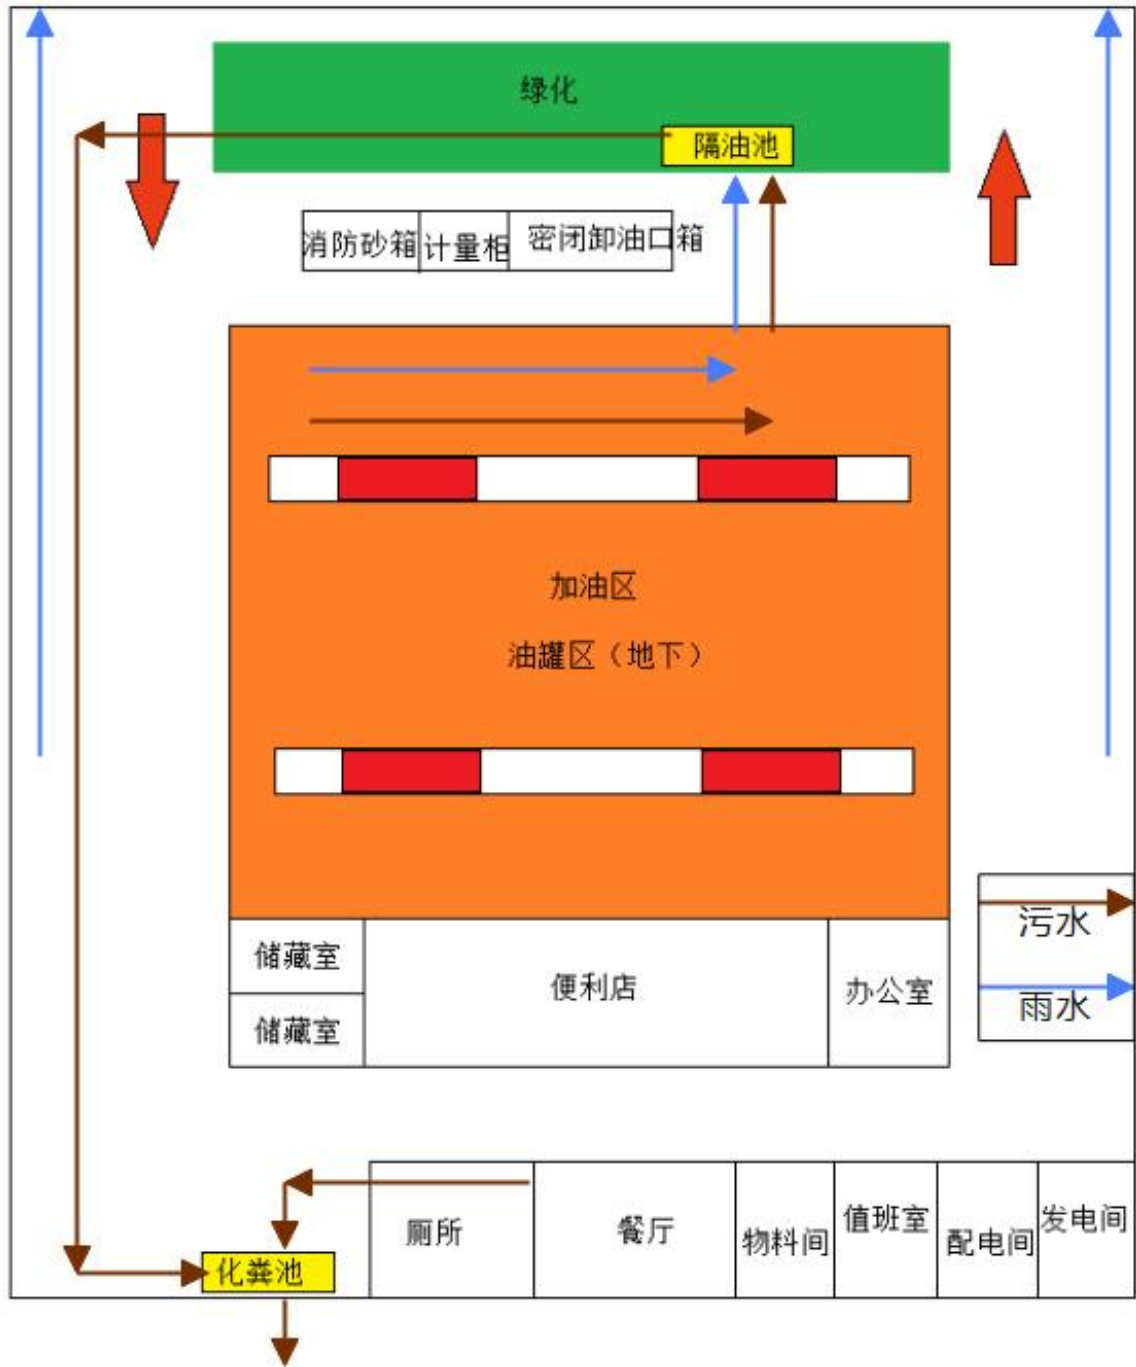 绿化
隔油池
消防砂箱
计量柜
密闭卸油口箱
加油区
油罐区（地下）
储藏室
储藏室
便利店
办公室
污水
雨水
厕所
餐厅
物料间
值班室
配电间
发电间
化粪池